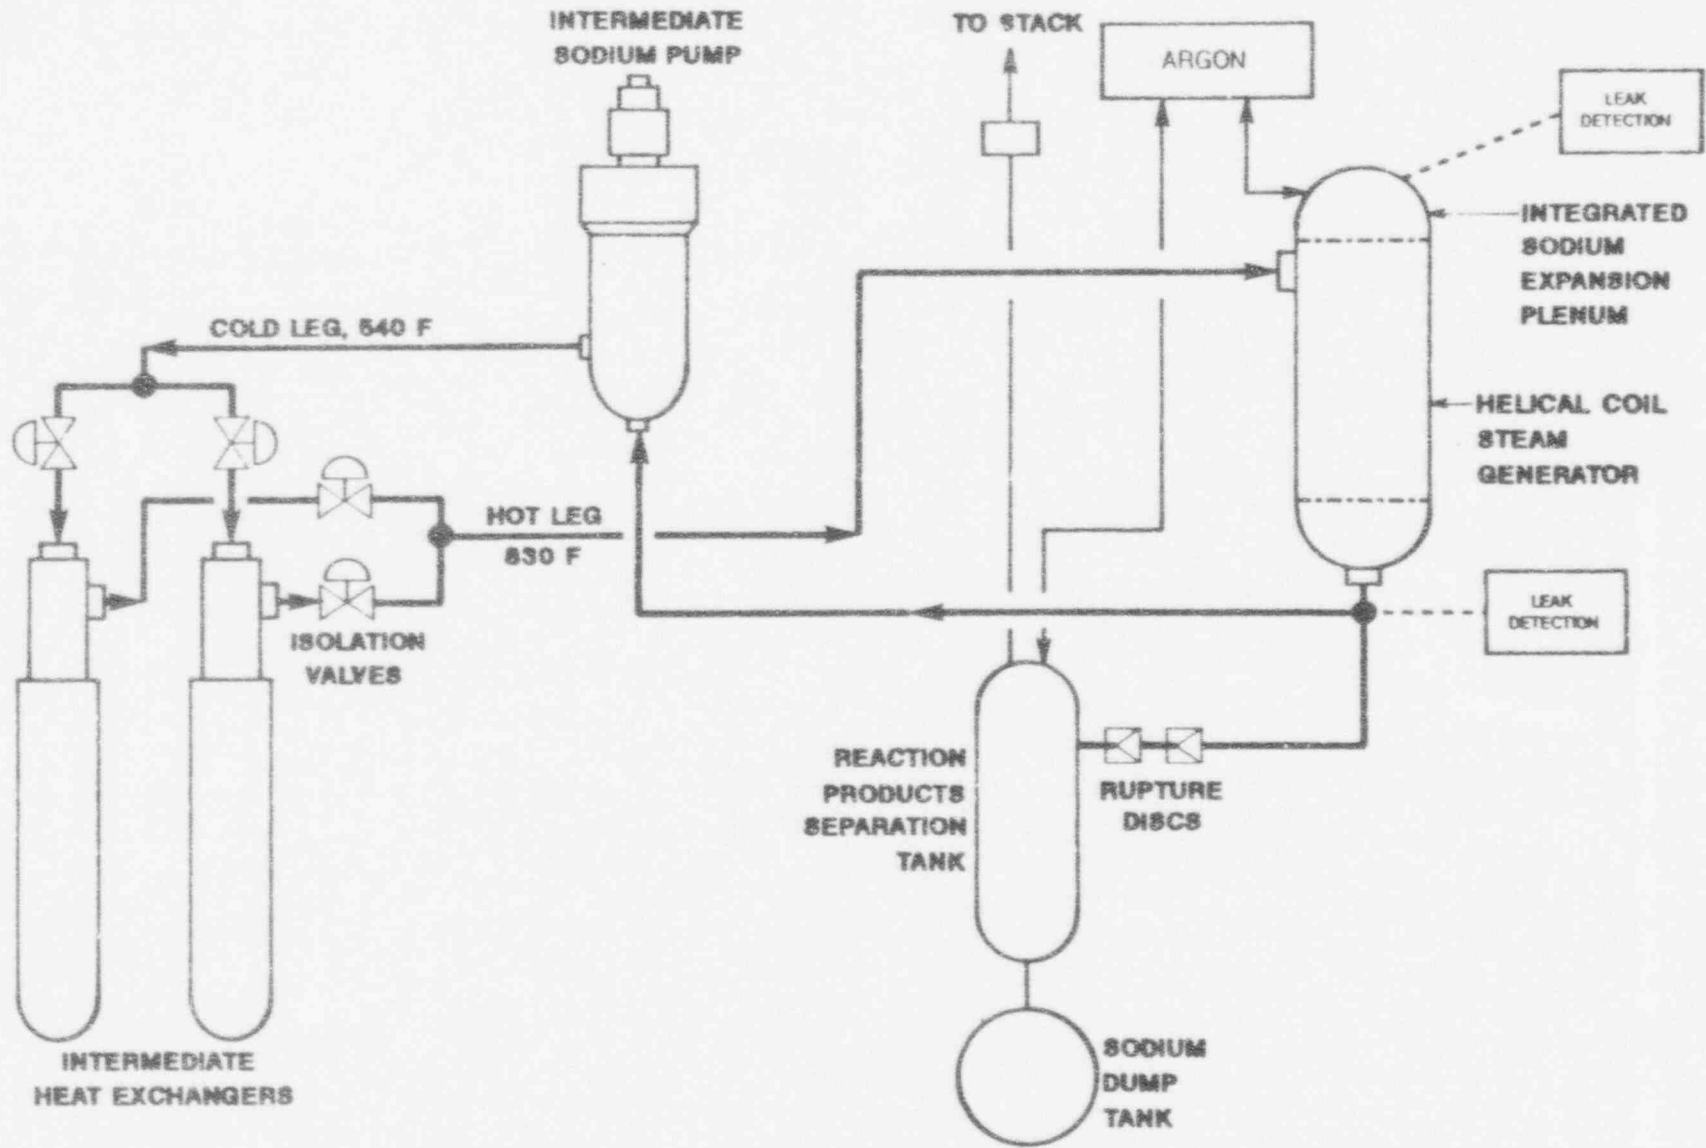 INTERMEDIATE
SODIUM PUMP
TO STACK
ARGON
LEAK
DETECTION
INTEGRATED
SODIUM
EXPANSION
PLENUM
COLD LEG, 540 F
HELICAL COIL
STEAM
GENERATOR
HOT LEG
830 F
ISOLATION
VALVES
LEAK
DETECTION
REACTION
PRODUCTS
SEPARATION
TANK
RUPTURE
DISCS
INTERMEDIATE
HEAT EXCHANGERS
SODIUM
DUMP
TANK